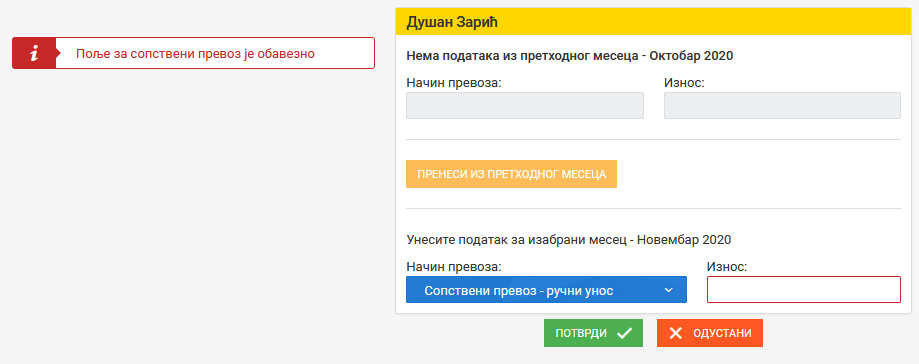 Поље за сопствени превоз је обавезно
Душан Зарић
Нема података из претходног месеца - Октобар 2020
Начин превоза: Износ:
ПРЕНЕСИ ИЗ ПРЕТХОДНОГ МЕСЕЦА
Унесите податак за изабрани месец - Новембар 2020
Начин превоза: Износ:
Сопствени превоз - ручни унос
ПОТВРДИ ОДУСТАНИ